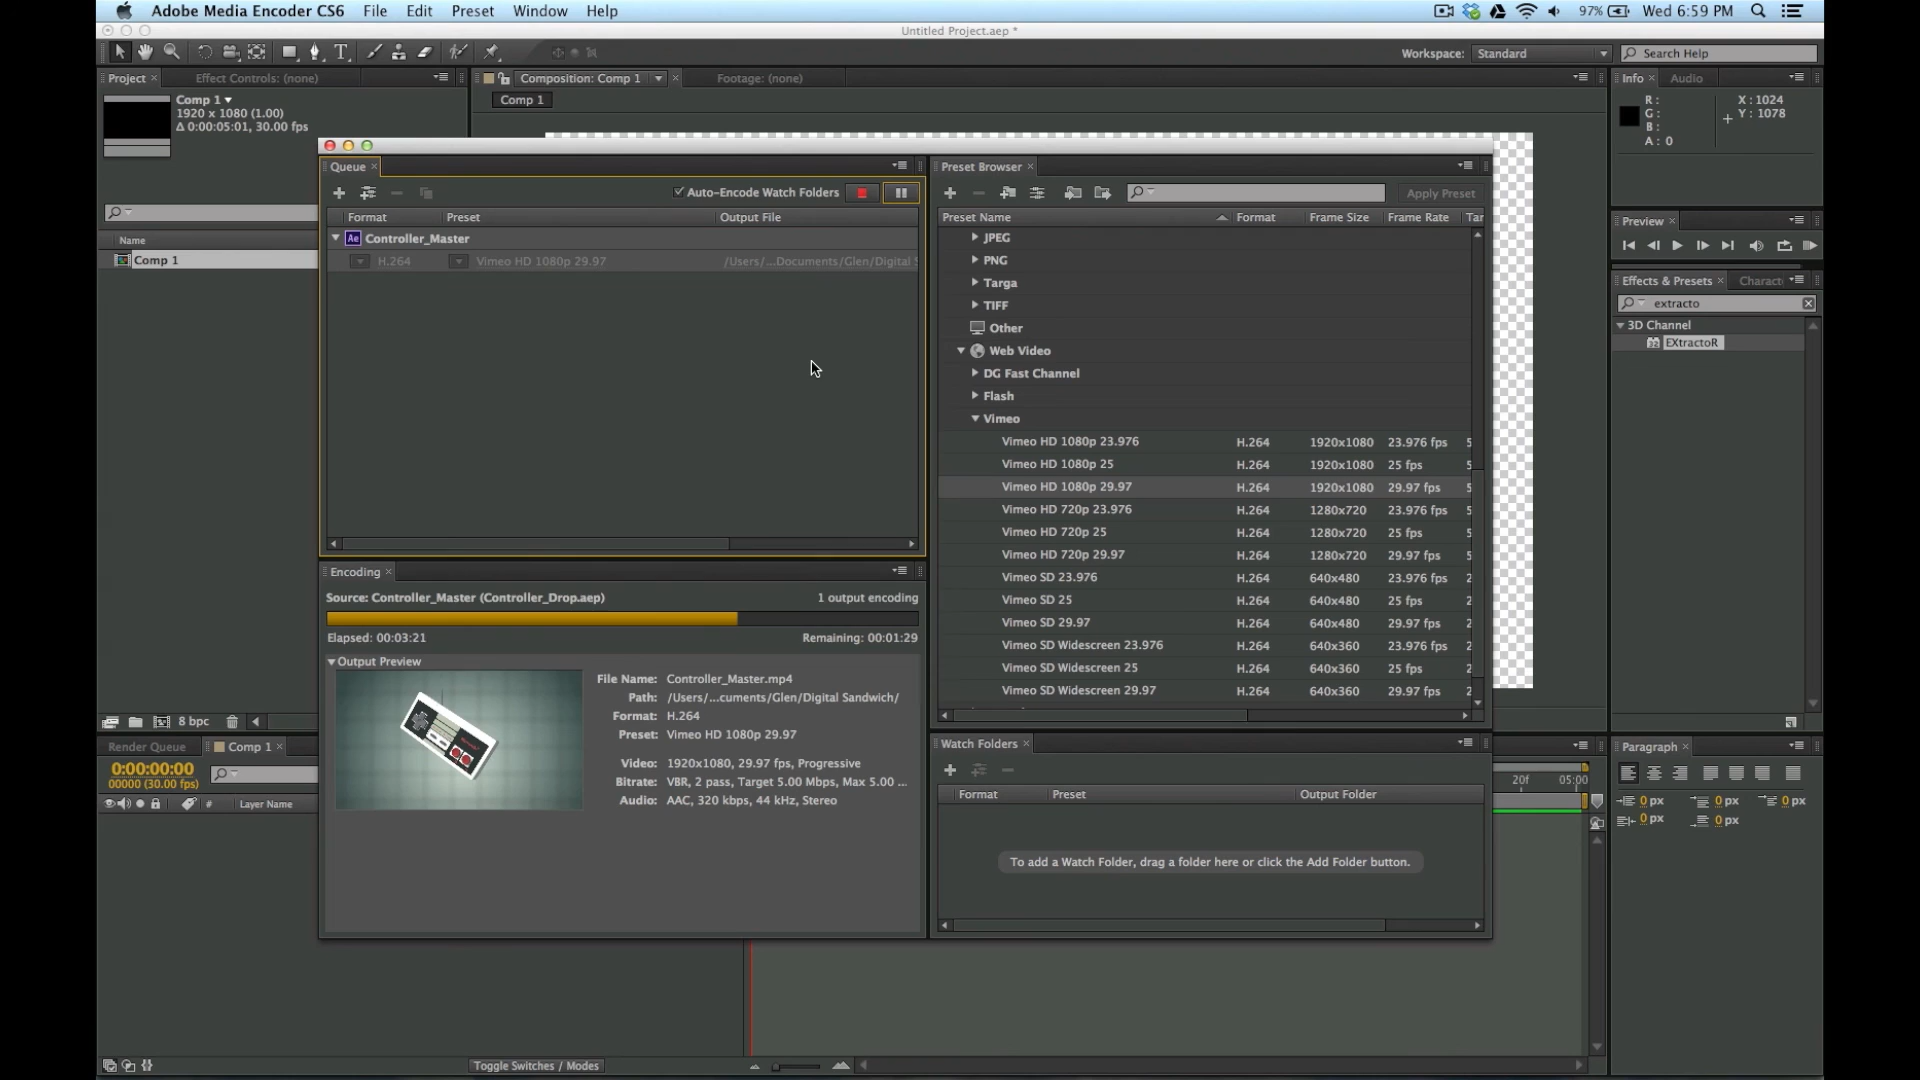 Adobe Media Encoder CS6 File Edit Preset Window Help 97% Wed 6:59 PM
Untitled Project.aep *
Workspace: Standard Search Help
Project Effect Controls: (none) Composition: Comp 1 Footage: (none) Info Audio
Comp 1
1920 x 1080 (1.00)
Δ 0:00:05:01, 30.00 fps
Comp 1
R: X: 1024
G: Y: 1078
B:
A: 0
Name
Comp 1
Queue
Auto-Encode Watch Folders
Format Preset Output File
Ae Controller_Master
H.264 Vimeo HD 1080p 29.97 /Users/...Documents/Glen/Digital S
Encoding
Source: Controller_Master (Controller_Drop.aep) 1 output encoding
Elapsed: 00:03:21 Remaining: 00:01:29
Output Preview
File Name: Controller_Master.mp4
Path: /Users/...cuments/Glen/Digital Sandwich/
Format: H.264
Preset: Vimeo HD 1080p 29.97
Video: 1920x1080, 29.97 fps, Progressive
Bitrate: VBR, 2 pass, Target 5.00 Mbps, Max 5.00 ...
Audio: AAC, 320 kbps, 44 kHz, Stereo
Preset Browser
Apply Preset
Preset Name Format Frame Size Frame Rate Tar
JPEG
PNG
Targa
TIFF
Other
Web Video
DG Fast Channel
Flash
Vimeo
Vimeo HD 1080p 23.976 H.264 1920x1080 23.976 fps 5
Vimeo HD 1080p 25 H.264 1920x1080 25 fps 5
Vimeo HD 1080p 29.97 H.264 1920x1080 29.97 fps 5
Vimeo HD 720p 23.976 H.264 1280x720 23.976 fps 5
Vimeo HD 720p 25 H.264 1280x720 25 fps 5
Vimeo HD 720p 29.97 H.264 1280x720 29.97 fps 5
Vimeo SD 23.976 H.264 640x480 23.976 fps 2
Vimeo SD 25 H.264 640x480 25 fps 2
Vimeo SD 29.97 H.264 640x480 29.97 fps 2
Vimeo SD Widescreen 23.976 H.264 640x360 23.976 fps 2
Vimeo SD Widescreen 25 H.264 640x360 25 fps 2
Vimeo SD Widescreen 29.97 H.264 640x360 29.97 fps 2
Watch Folders
Format Preset Output Folder
To add a Watch Folder, drag a folder here or click the Add Folder button.
Preview
Effects & Presets Charact
extracto
3D Channel
32 EXtractoR
8 bpc
Render Queue Comp 1
0:00:00:00
00000 (30.00 fps)
# Layer Name
20f 05:00
Paragraph
0 px 0 px 0 px
0 px 0 px
Toggle Switches / Modes